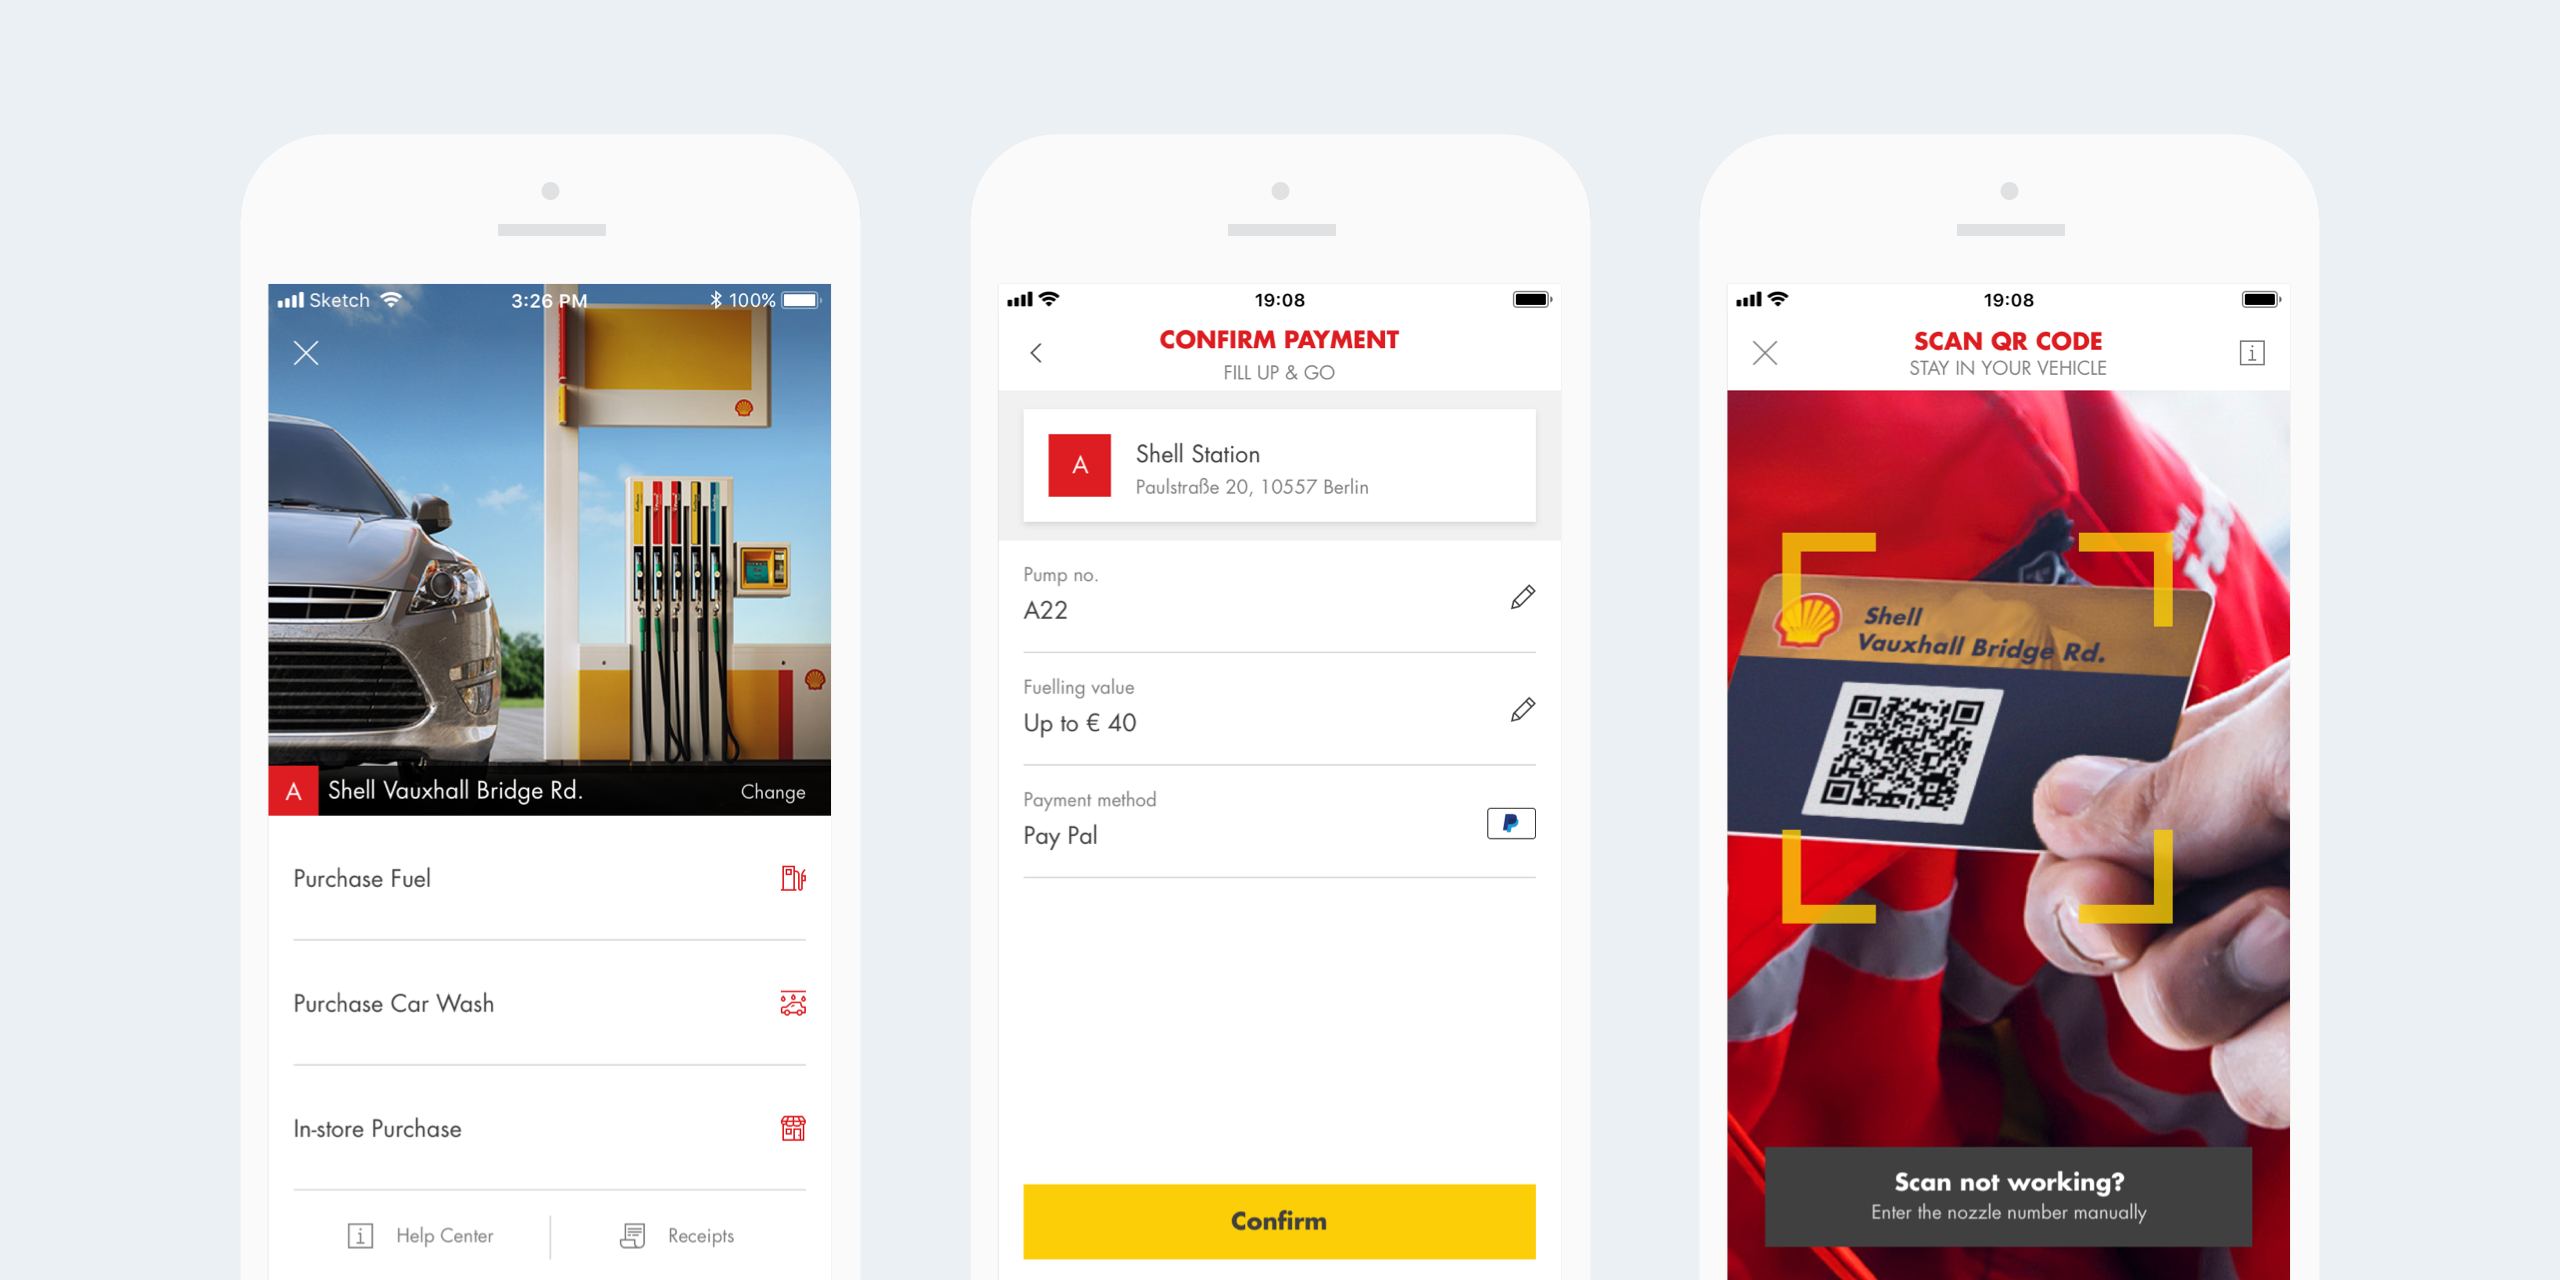 Sketch
3:26 PM
100%
A
Shell Vauxhall Bridge Rd.
Change
Purchase Fuel
Purchase Car Wash
In-store Purchase
Help Center
Receipts
19:08
CONFIRM PAYMENT
FILL UP & GO
A
Shell Station
Paulstraße 20, 10557 Berlin
Pump no.
A22
Fuelling value
Up to € 40
Payment method
Pay Pal
Confirm
19:08
SCAN QR CODE
STAY IN YOUR VEHICLE
Shell
Vauxhall Bridge Rd.
Scan not working?
Enter the nozzle number manually